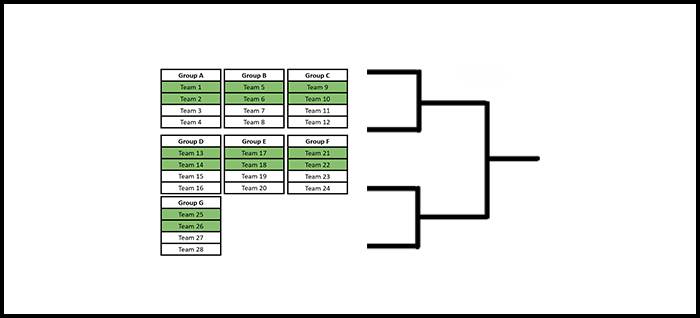 Group A
Team 1
Team 2
Team 3
Team 4
Group B
Team 5
Team 6
Team 7
Team 8
Group C
Team 9
Team 10
Team 11
Team 12
Group D
Team 13
Team 14
Team 15
Team 16
Group E
Team 17
Team 18
Team 19
Team 20
Group F
Team 21
Team 22
Team 23
Team 24
Group G
Team 25
Team 26
Team 27
Team 28